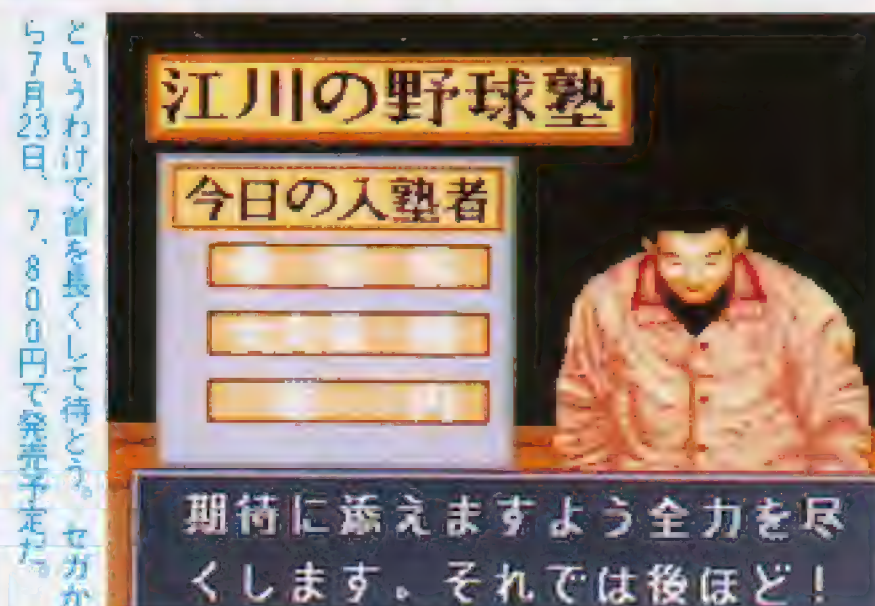 というわけで首を長くして待とう。セガか
ら7月23日、7,800円で発売予定だ。
江川の野球塾
今日の入塾者
期待に添えますよう全力を尽
くします。それでは後ほど！